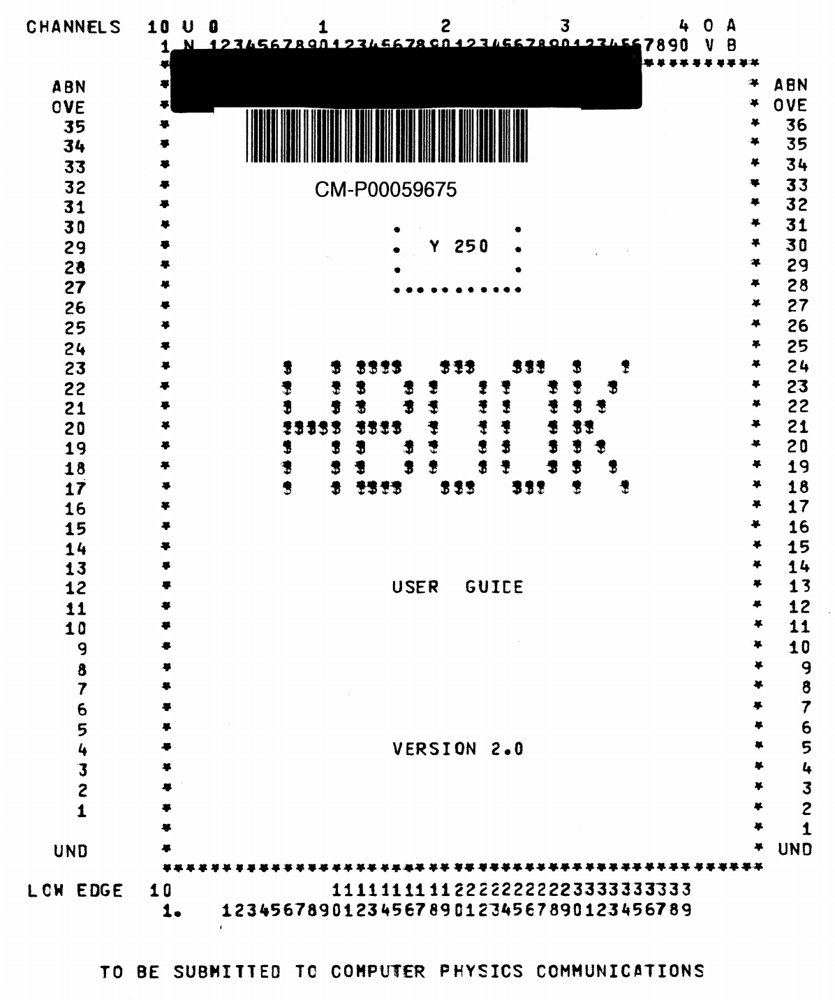 CHANNELS 10 U 0 1 2 3 4 O A
1 N 1234567890123456789012345678901234567890 V B
* * * * * * * * * * *
ABN * * ABN
OVE * * OVE
35 * * 36
34 * * 35
33 * * 34
32 * CM-P00059675 * 33
31 * * 32
30 * * 31
29 * Y 250 * 30
28 * * 29
27 * * 28
26 * * 27
25 * * 26
24 * * 25
23 * * 24
22 * * 23
21 * * 22
20 * HBOOK * 21
19 * * 20
18 * * 19
17 * * 18
16 * * 17
15 * * 16
14 * * 15
13 * * 14
12 * USER GUIDE * 13
11 * * 12
10 * * 11
9 * * 10
8 * * 9
7 * * 8
6 * * 7
5 * * 6
4 * VERSION 2.0 * 5
3 * * 4
2 * * 3
1 * * 2
* * 1
UND * * UND
*************************************************
LOW EDGE 10 111111111122222222223333333333
1. 123456789012345678901234567890123456789
TO BE SUBMITTED TO COMPUTER PHYSICS COMMUNICATIONS